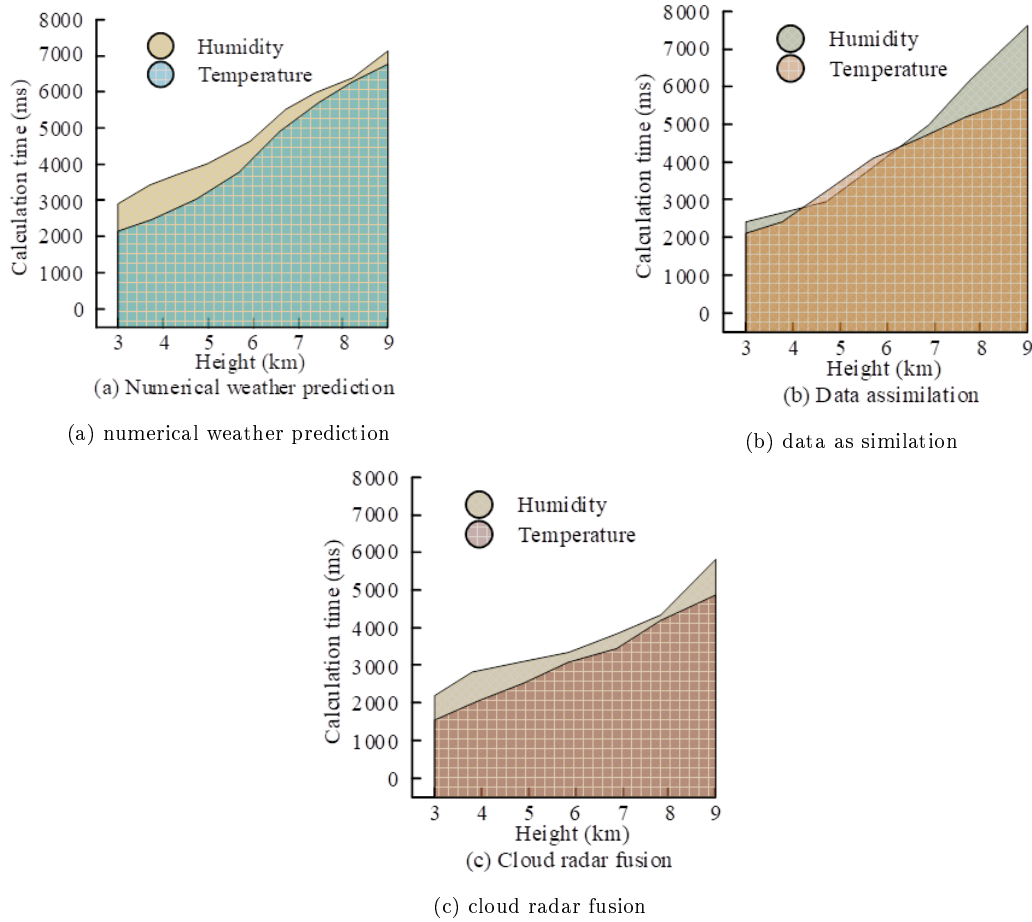 8000
7000
6000
5000
4000
3000
2000
1000
0
Calculation time (ms)
Humidity
Temperature
3 4 5 6 7 8 9
Height (km)
(a) Numerical weather prediction
(a) numerical weather prediction
8000
7000
6000
5000
4000
3000
2000
1000
0
Calculation time (ms)
Humidity
Temperature
3 4 5 6 7 8 9
Height (km)
(b) Data assimilation
(b) data as similation
8000
7000
6000
5000
4000
3000
2000
1000
0
Calculation time (ms)
Humidity
Temperature
3 4 5 6 7 8 9
Height (km)
(c) Cloud radar fusion
(c) cloud radar fusion